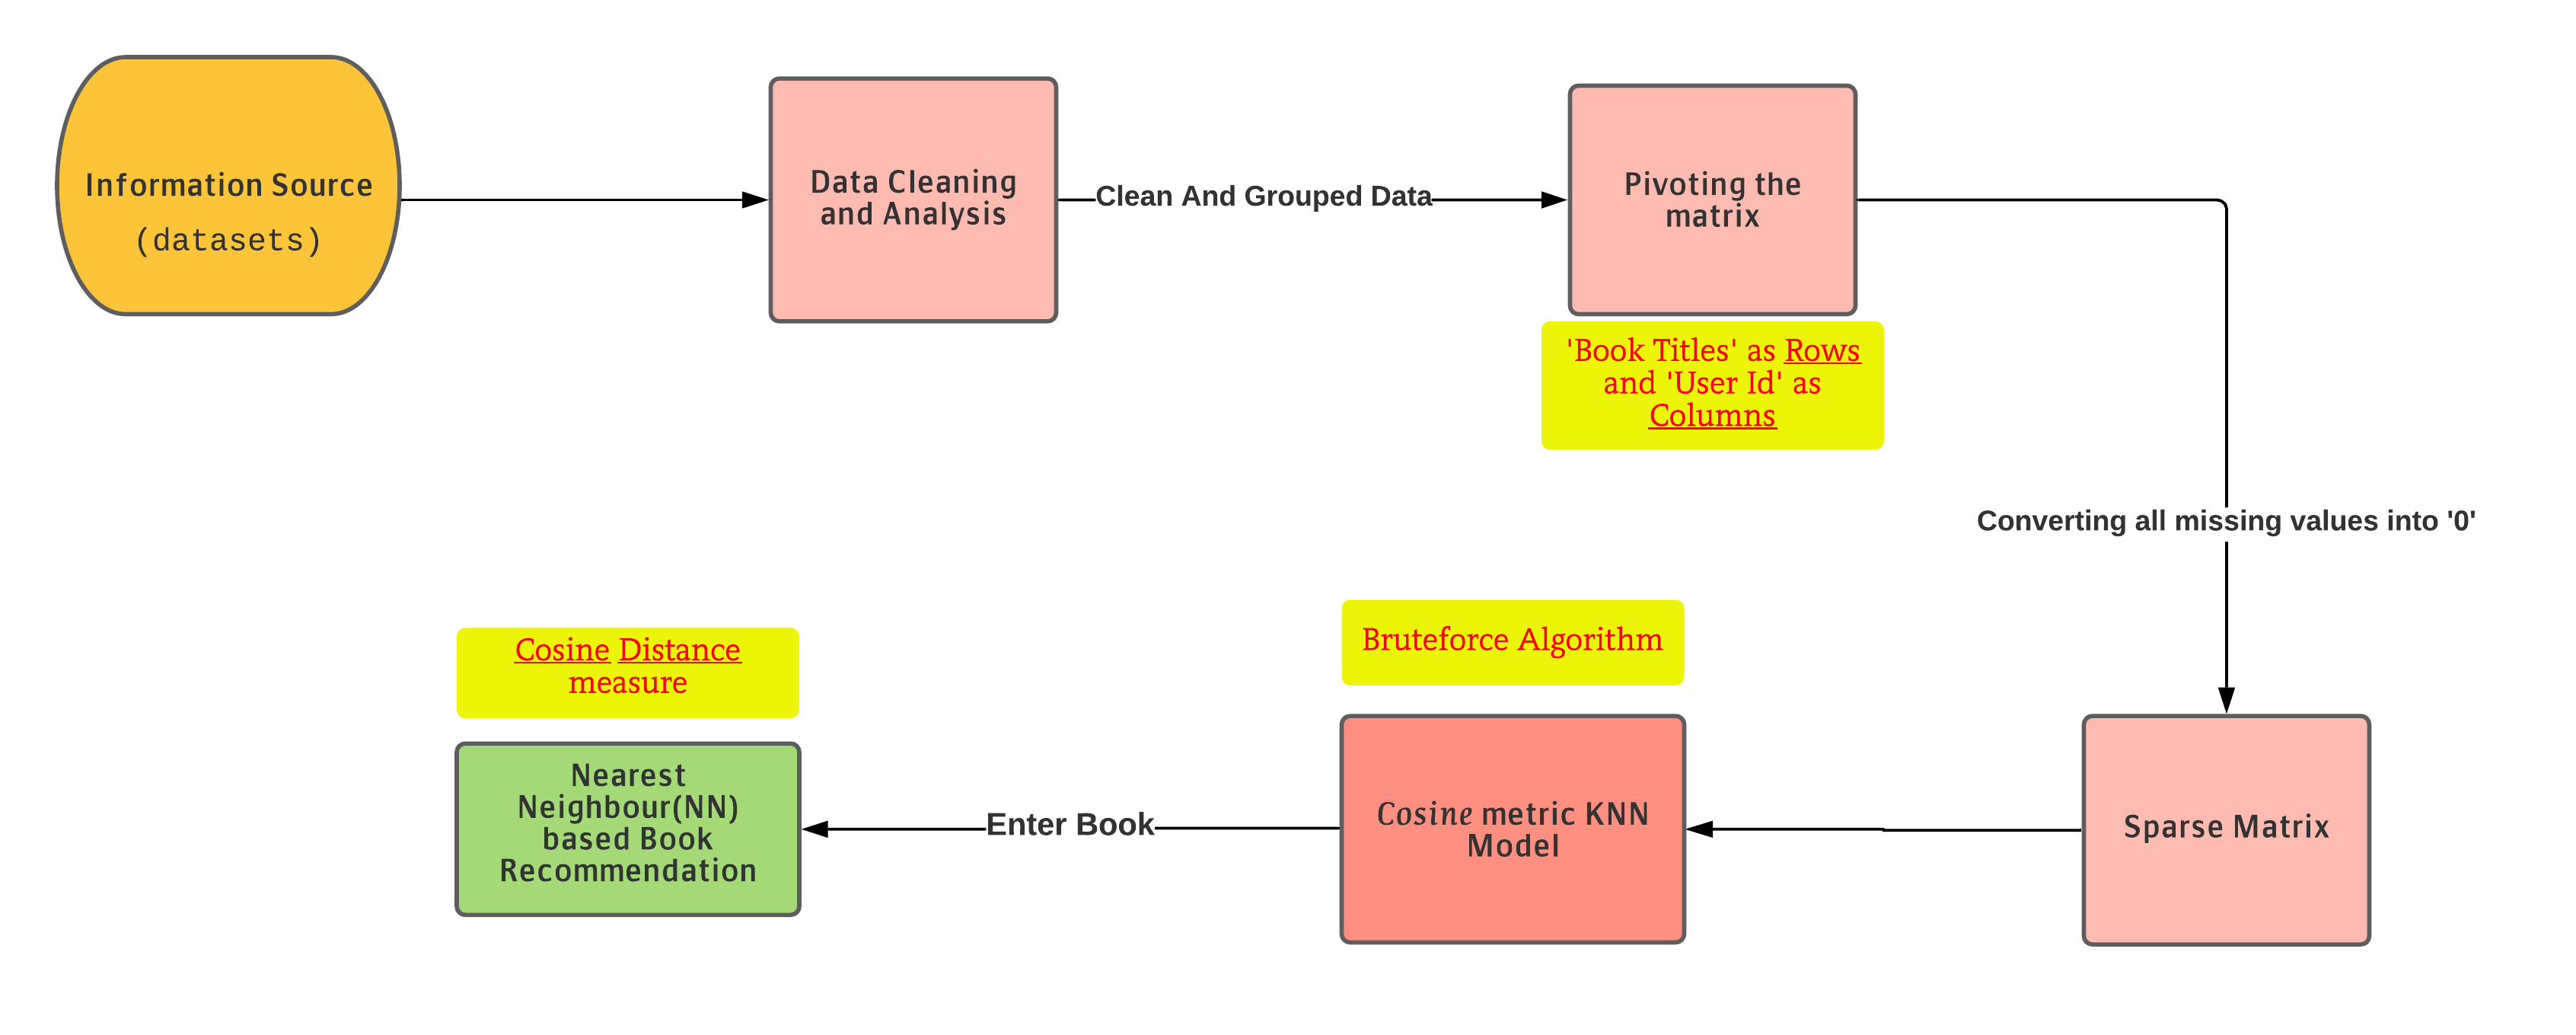 Information Source
(datasets)
Data Cleaning
and Analysis
Clean And Grouped Data
Pivoting the
matrix
'Book Titles' as Rows
and 'User Id' as
Columns
Converting all missing values into '0'
Sparse Matrix
Bruteforce Algorithm
Cosine metric KNN
Model
Enter Book
Cosine Distance
measure
Nearest
Neighbour(NN)
based Book
Recommendation